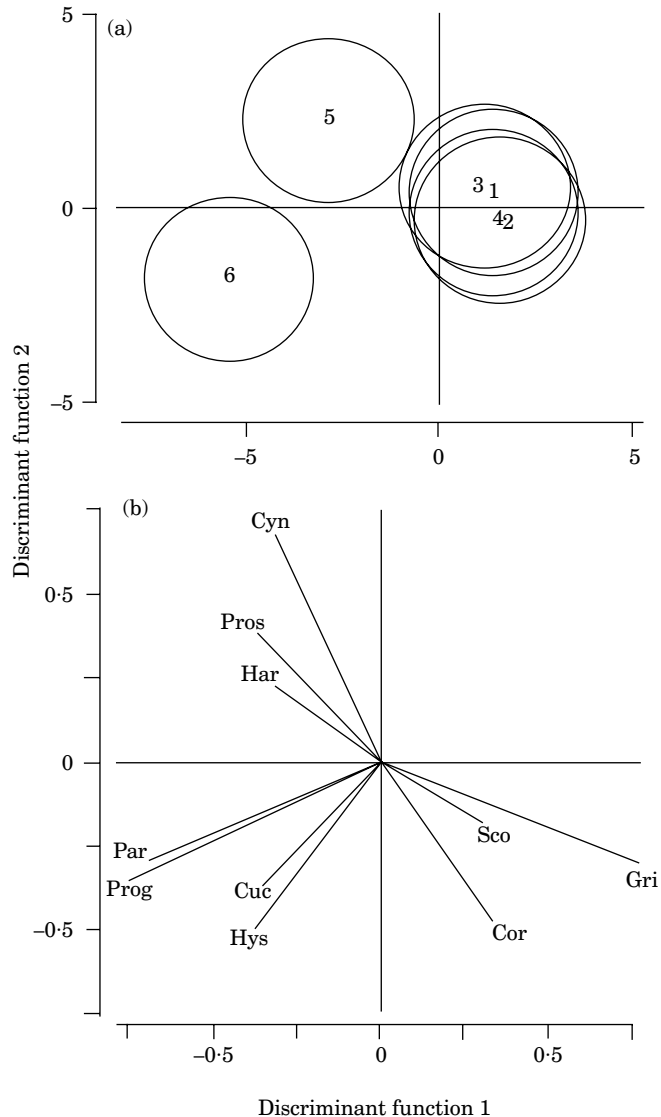 (a)
5
5
3 1
0
4 2
6
–5
–5
0
5
Discriminant function 2
(b)
Cyn
0·5
Pros
Har
0
Sco
Par
Gri
Prog
Cuc
–0·5
Hys
Cor
–0·5
0
0·5
Discriminant function 1